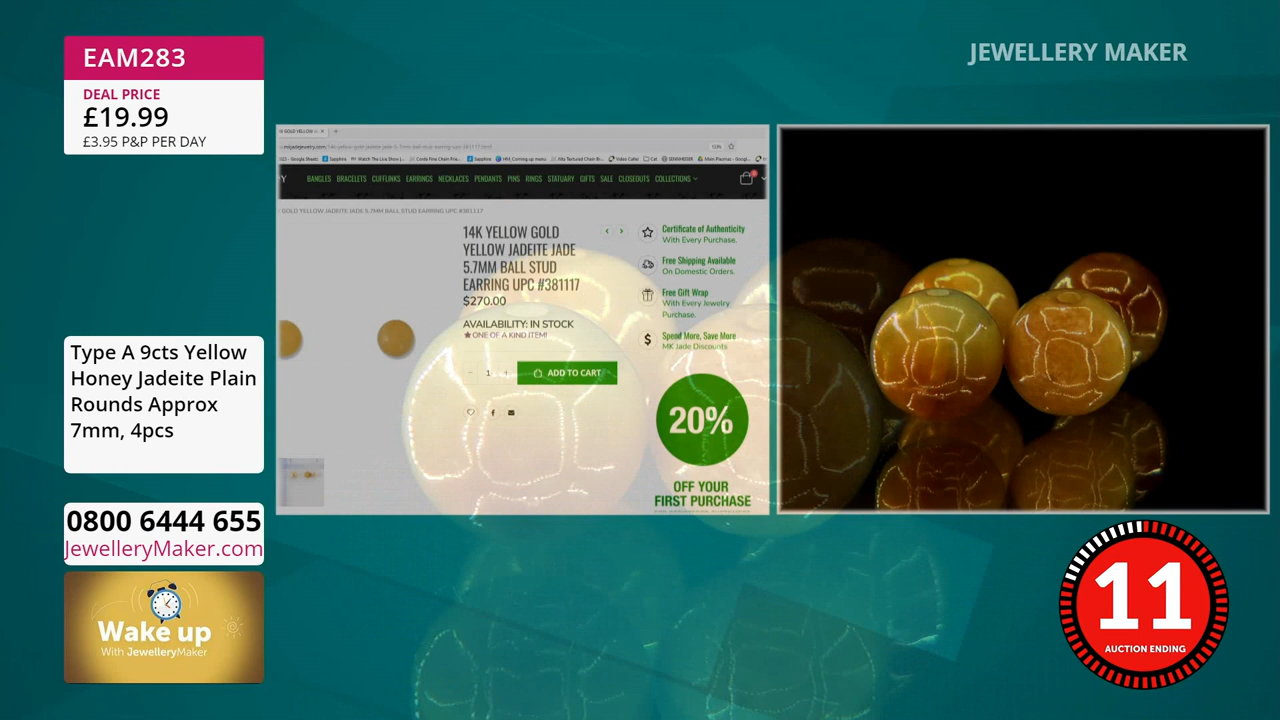 EAM283
DEAL PRICE
£19.99
£3.95 P&P PER DAY
JEWELLERY MAKER
BANGLES BRACELETS CUFFLINKS EARRINGS NECKLACES PENDANTS PINS RINGS STATUARY GIFTS SALE CLOSEOUTS COLLECTIONS
GOLD YELLOW JADEITE JADE 5.7MM BALL STUD EARRING UPC #381117
14K YELLOW GOLD
YELLOW JADEITE JADE
5.7MM BALL STUD
EARRING UPC #381117
$270.00
AVAILABILITY: IN STOCK
ONE OF A KIND ITEM!
- 1 +
ADD TO CART
Certificate of Authenticity
With Every Purchase.
Free Shipping Available
On Domestic Orders.
Free Gift Wrap
With Every Jewelry
Purchase.
$
Spend More, Save More
MK Jade Discounts
20%
OFF YOUR
FIRST PURCHASE
Type A 9cts Yellow
Honey Jadeite Plain
Rounds Approx
7mm, 4pcs
0800 6444 655
JewelleryMaker.com
Wake up
With JewelleryMaker
11
AUCTION ENDING